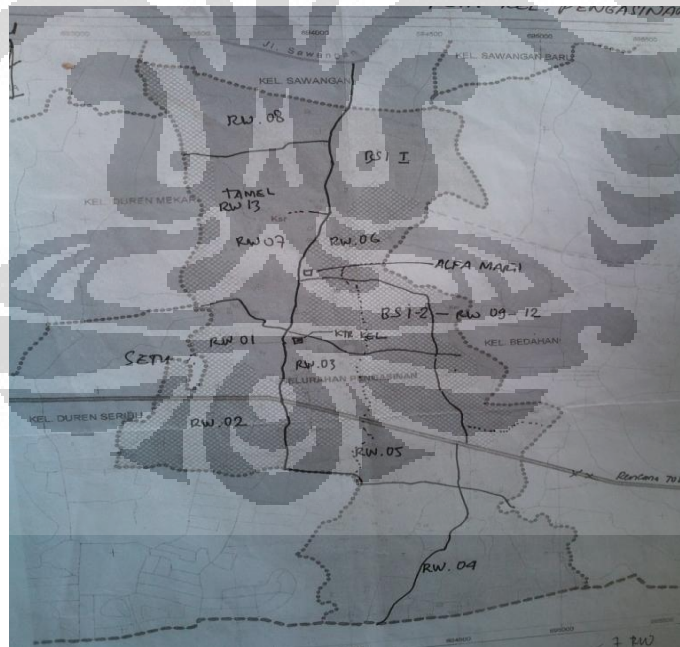 KEL. PENGASINAN
Jl. Sawangan
KEL. SAWANGAN
KEL. SAWANGAN BARU
RW. 08
BSI I
TAMEL
RW 13
KEL. DUREN MEKAR
RW 07
RW. 06
ALFA MART
BSI-2 — RW 09-12
RW 01
KTR KEL
KEL. BEDAHAN
RW. 03
KELURAHAN PENGASINAN
KEL. DUREN SERIBU
RW. 02
RW. 05
Rencana TOL
RW. 04
7 RW